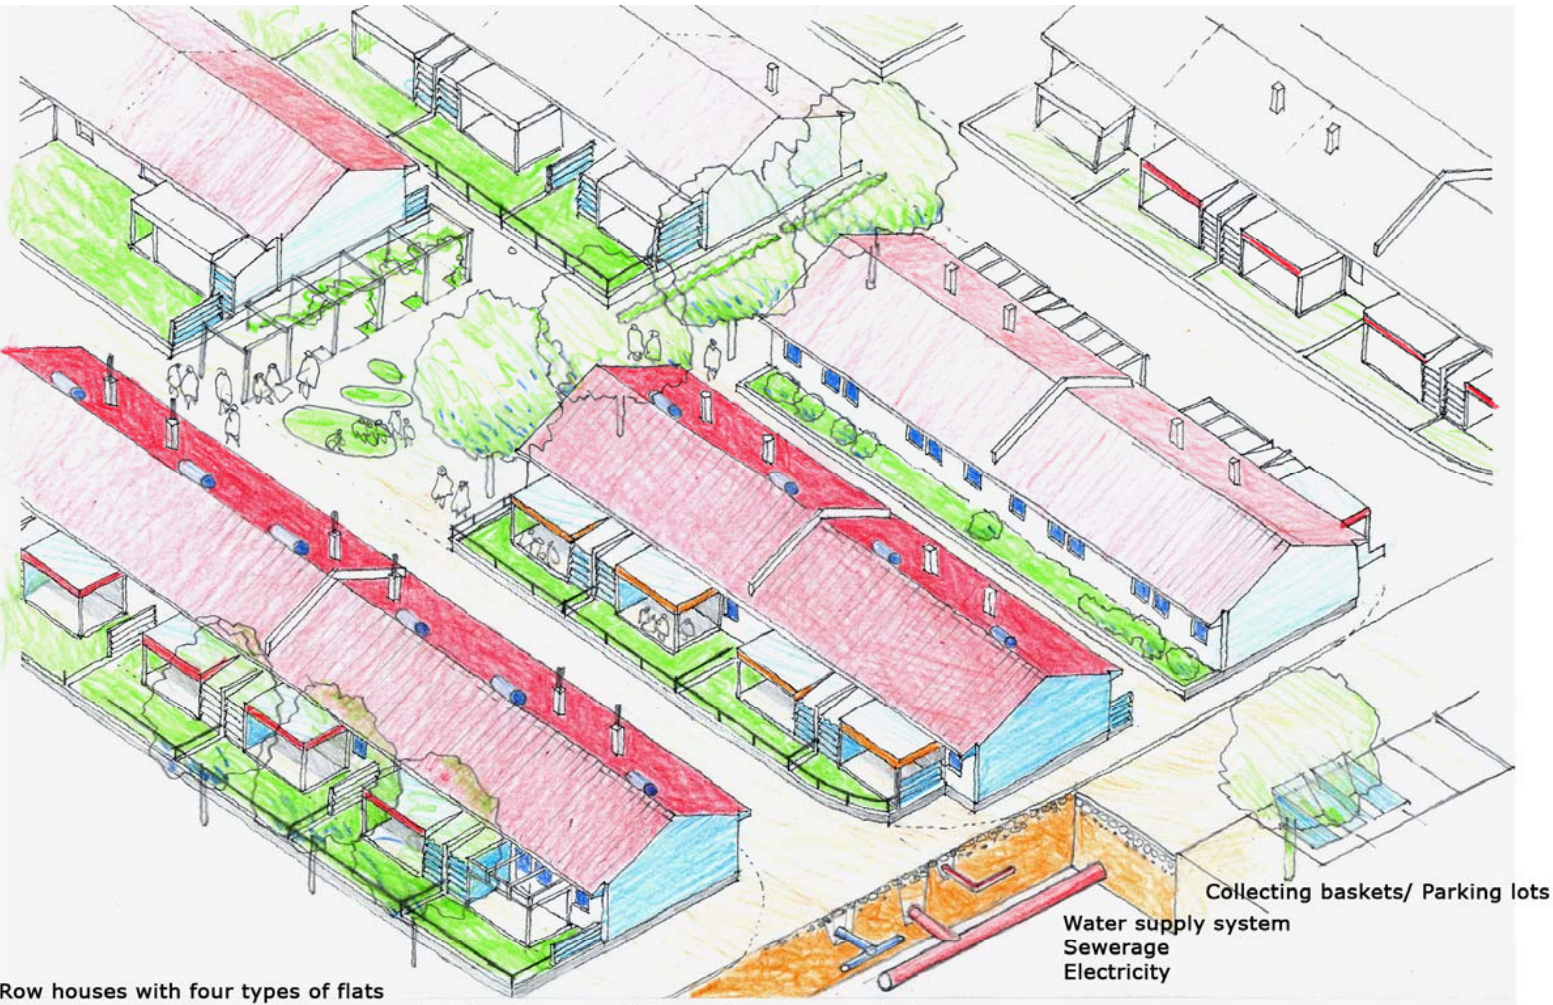 Collecting baskets/ Parking lots
Water supply system
Sewerage
Electricity
Row houses with four types of flats